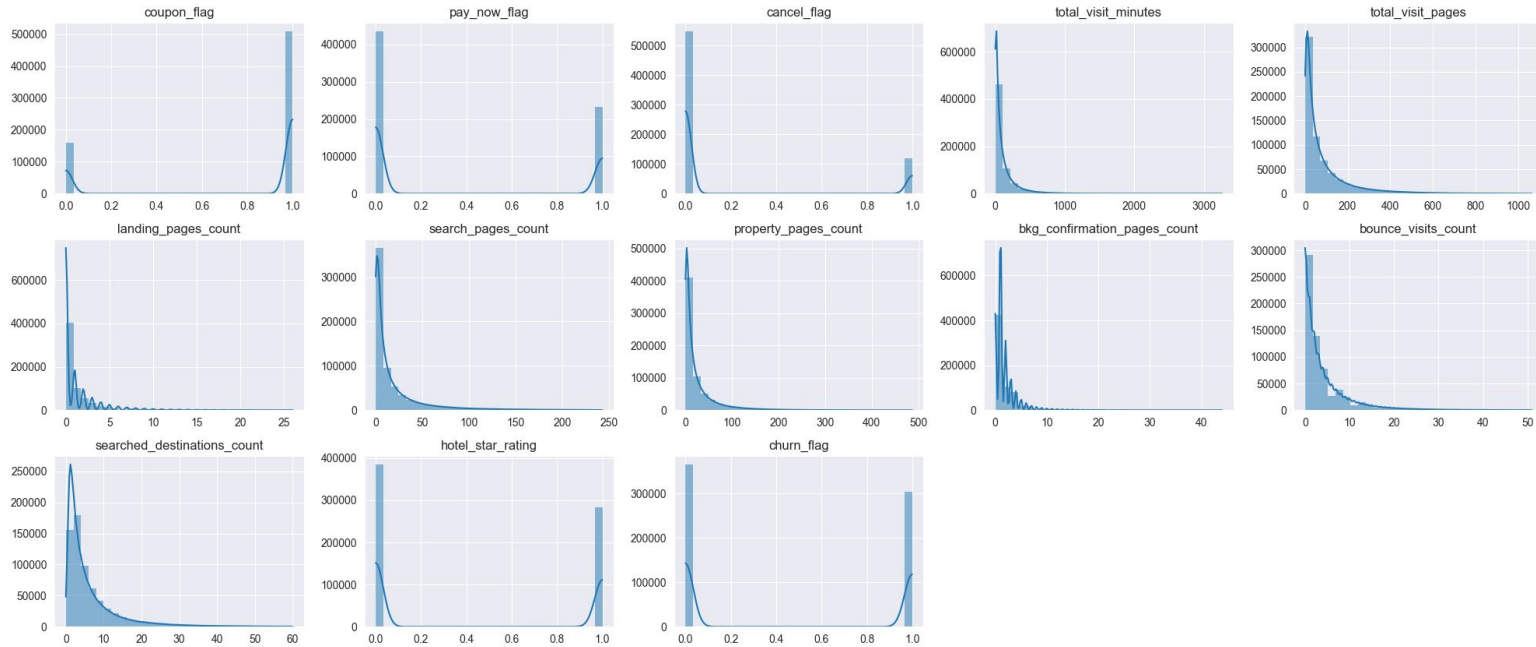 coupon_flag
500000
400000
300000
200000
100000
0
0.0 0.2 0.4 0.6 0.8 1.0
pay_now_flag
400000
300000
200000
100000
0
0.0 0.2 0.4 0.6 0.8 1.0
cancel_flag
500000
400000
300000
200000
100000
0
0.0 0.2 0.4 0.6 0.8 1.0
total_visit_minutes
600000
400000
200000
0
0 1000 2000 3000
total_visit_pages
300000
250000
200000
150000
100000
50000
0
0 200 400 600 800 1000
landing_pages_count
600000
400000
200000
0
0 5 10 15 20 25
search_pages_count
300000
200000
100000
0
0 50 100 150 200 250
property_pages_count
500000
400000
300000
200000
100000
0
0 100 200 300 400 500
bkg_confirmation_pages_count
600000
400000
200000
0
0 10 20 30 40
bounce_visits_count
300000
250000
200000
150000
100000
50000
0
0 10 20 30 40 50
searched_destinations_count
250000
200000
150000
100000
50000
0
0 10 20 30 40 50 60
hotel_star_rating
400000
300000
200000
100000
0
0.0 0.2 0.4 0.6 0.8 1.0
churn_flag
300000
200000
100000
0
0.0 0.2 0.4 0.6 0.8 1.0